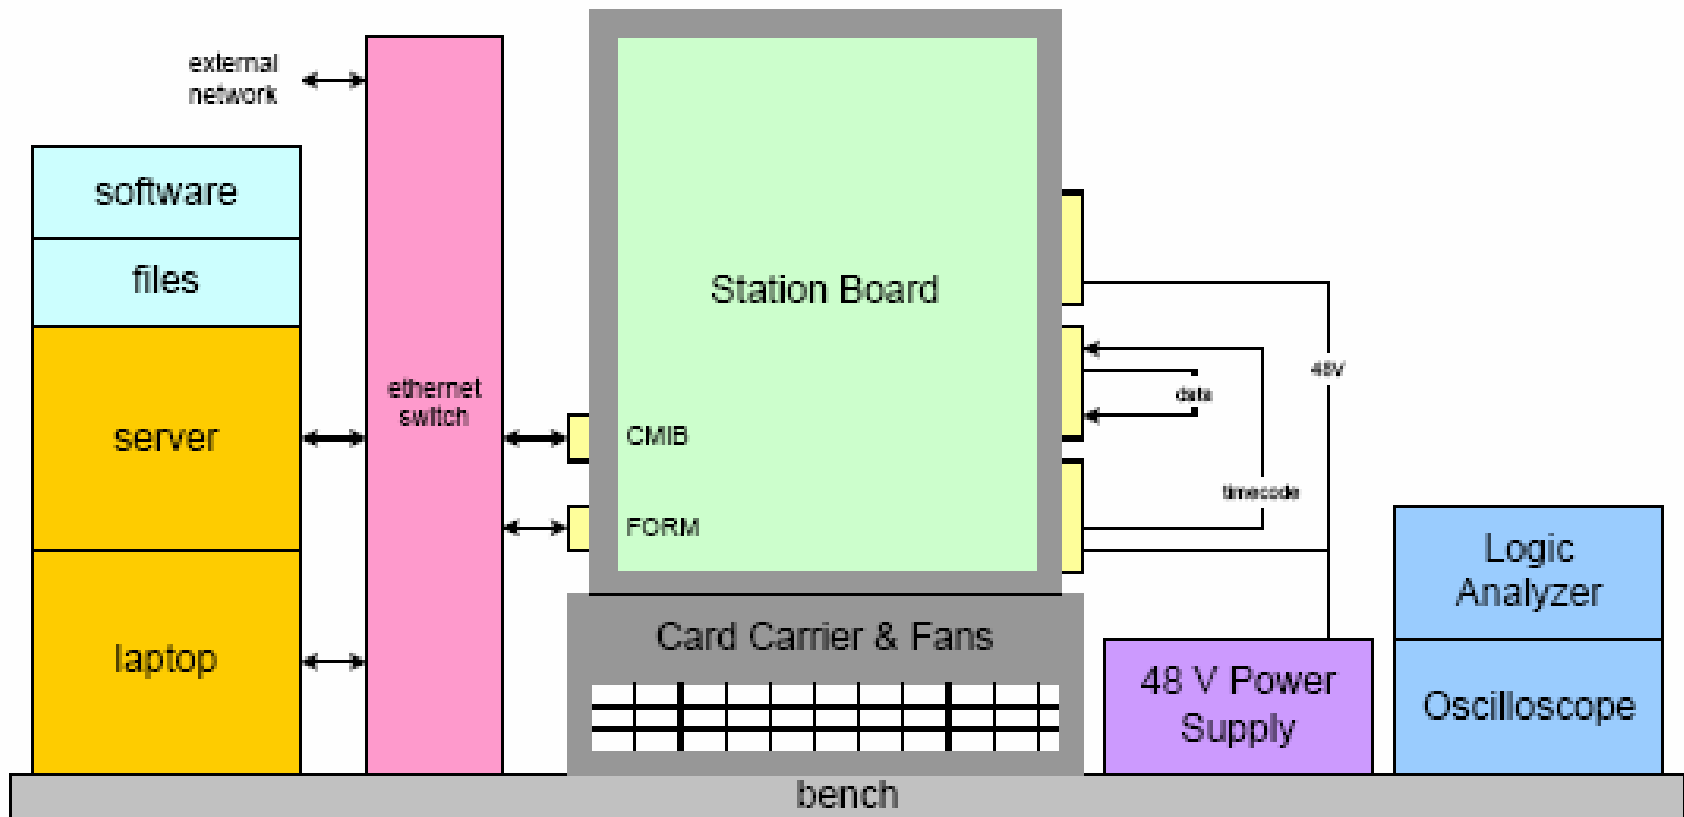 external
network
software
files
server
laptop
ethernet
switch
Station Board
CMIB
FORM
48V
data
timecode
Card Carrier & Fans
48 V Power
Supply
Logic
Analyzer
Oscilloscope
bench